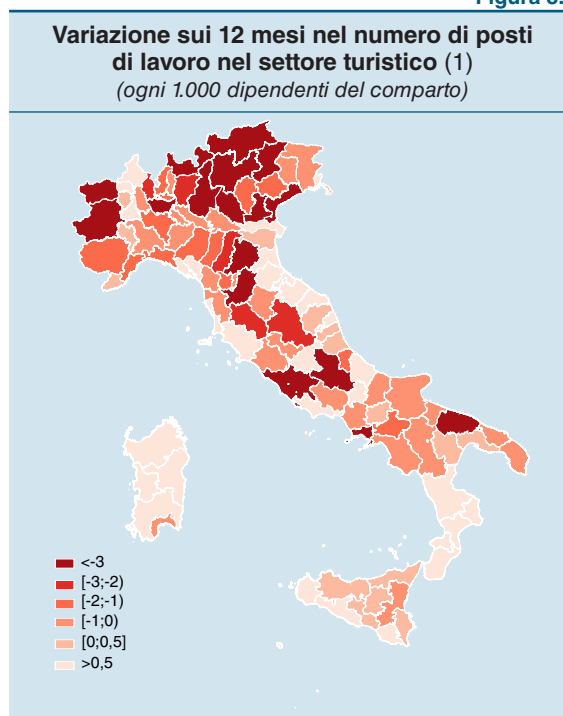 Figura
Variazione sui 12 mesi nel numero di posti
di lavoro nel settore turistico (1)
(ogni 1.000 dipendenti del comparto)
<-3
[-3;-2)
[-2;-1)
[-1;0)
[0;0,5]
>0,5